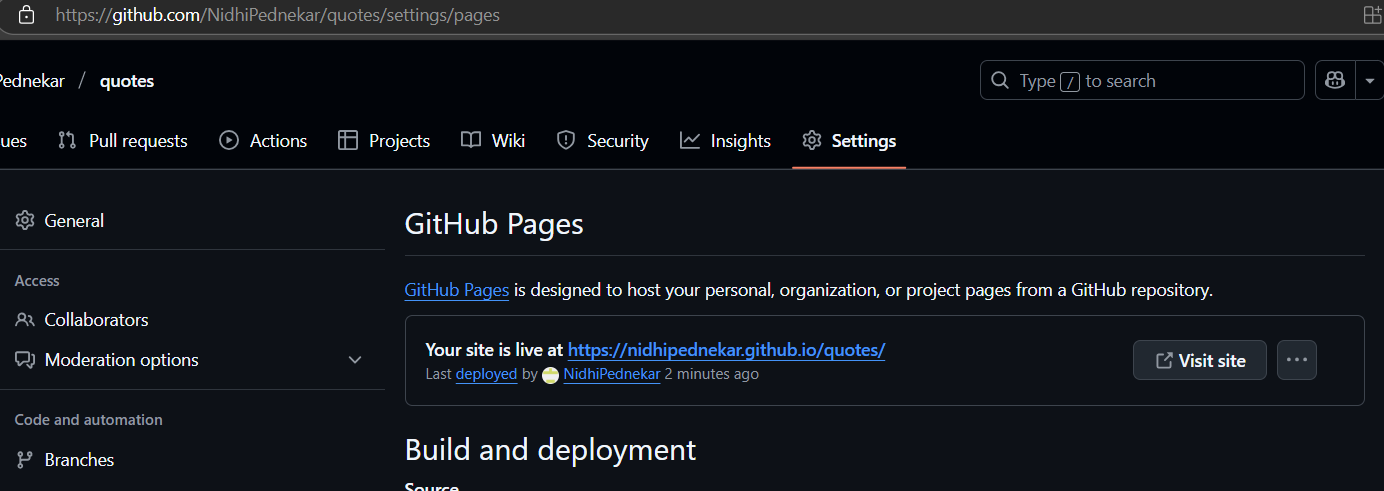 https://github.com/NidhiPednekar/quotes/settings/pages
Pednekar / quotes
Type / to search
ues Pull requests Actions Projects Wiki Security Insights Settings
General
Access
Collaborators
Moderation options
Code and automation
Branches
GitHub Pages
GitHub Pages is designed to host your personal, organization, or project pages from a GitHub repository.
Your site is live at https://nidhipednekar.github.io/quotes/
Last deployed by NidhiPednekar 2 minutes ago
Visit site
Build and deployment
Source